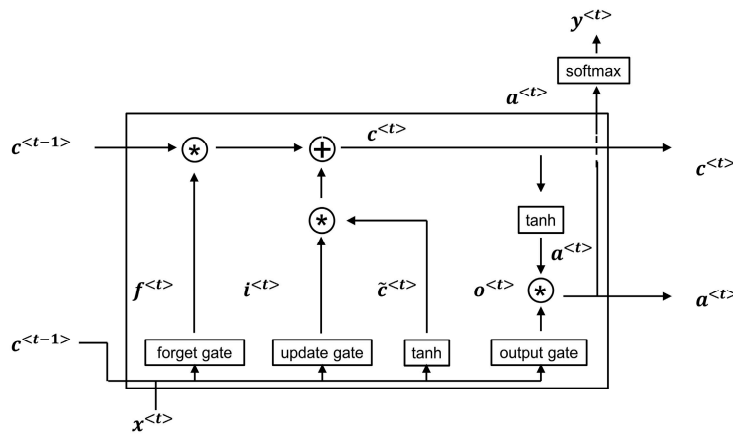 y^{<t>}
softmax
a^{<t>}
c^{<t-1>}
*
+
c^{<t>}
c^{<t>}
*
tanh
a^{<t>}
f^{<t>}
i^{<t>}
c̃^{<t>}
o^{<t>}
*
a^{<t>}
c^{<t-1>}
forget gate
update gate
tanh
output gate
x^{<t>}